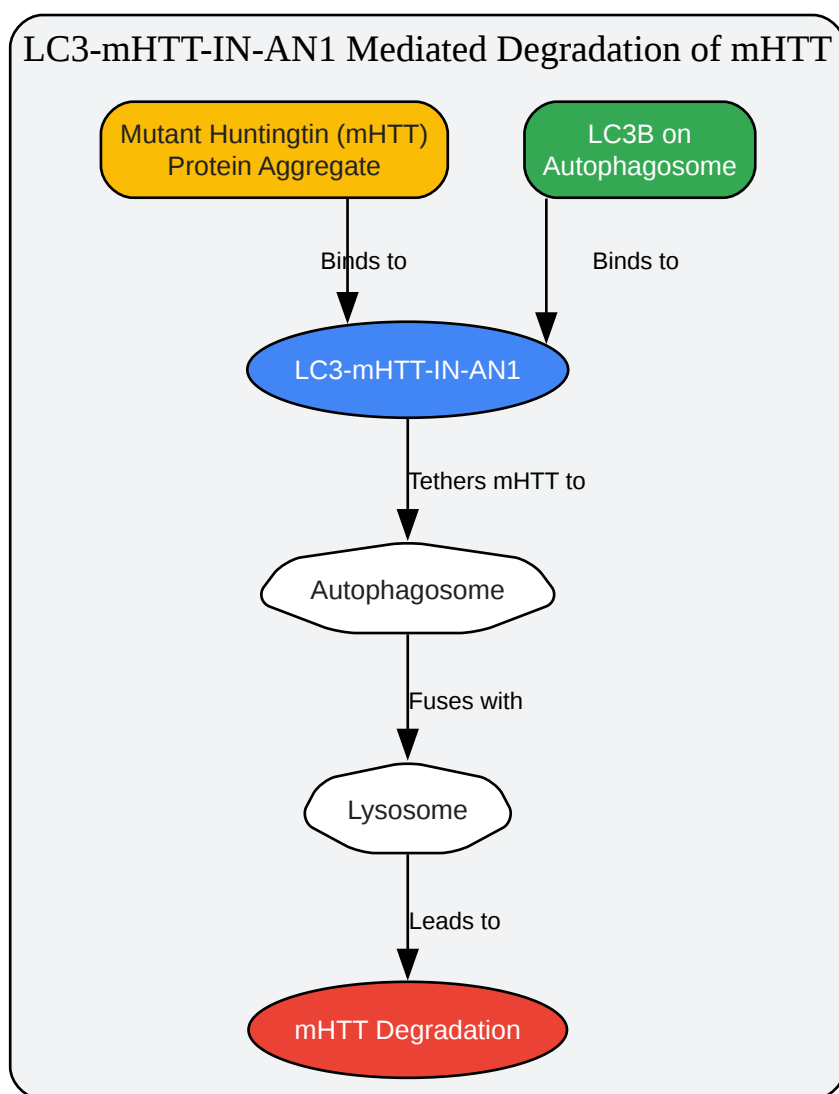 LC3-mHTT-IN-AN1 Mediated Degradation of mHTT
Mutant Huntingtin (mHTT)
Protein Aggregate
LC3B on
Autophagosome
Binds to
Binds to
LC3-mHTT-IN-AN1
Tethers mHTT to
Autophagosome
Fuses with
Lysosome
Leads to
mHTT Degradation